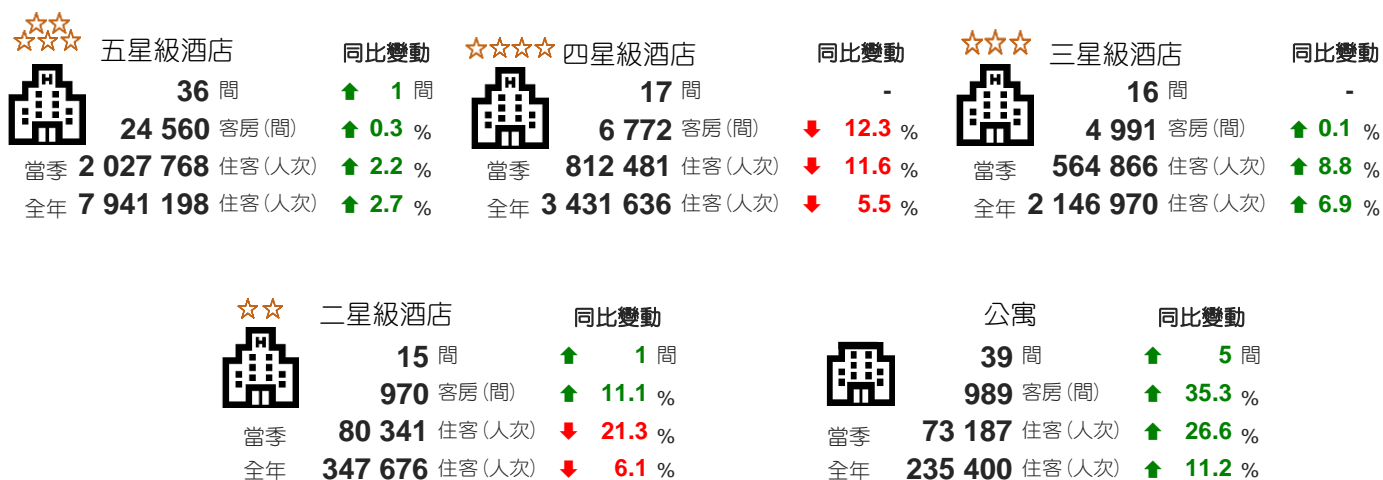 五星級酒店 同比變動
36 間 1 間
24 560 客房(間) 0.3 %
當季 2 027 768 住客(人次) 2.2 %
全年 7 941 198 住客(人次) 2.7 %
四星級酒店 同比變動
17 間 -
6 772 客房(間) 12.3 %
當季 812 481 住客(人次) 11.6 %
全年 3 431 636 住客(人次) 5.5 %
三星級酒店 同比變動
16 間 -
4 991 客房(間) 0.1 %
當季 564 866 住客(人次) 8.8 %
全年 2 146 970 住客(人次) 6.9 %
二星級酒店 同比變動
15 間 1 間
970 客房(間) 11.1 %
當季 80 341 住客(人次) 21.3 %
全年 347 676 住客(人次) 6.1 %
公寓 同比變動
39 間 5 間
989 客房(間) 35.3 %
當季 73 187 住客(人次) 26.6 %
全年 235 400 住客(人次) 11.2 %